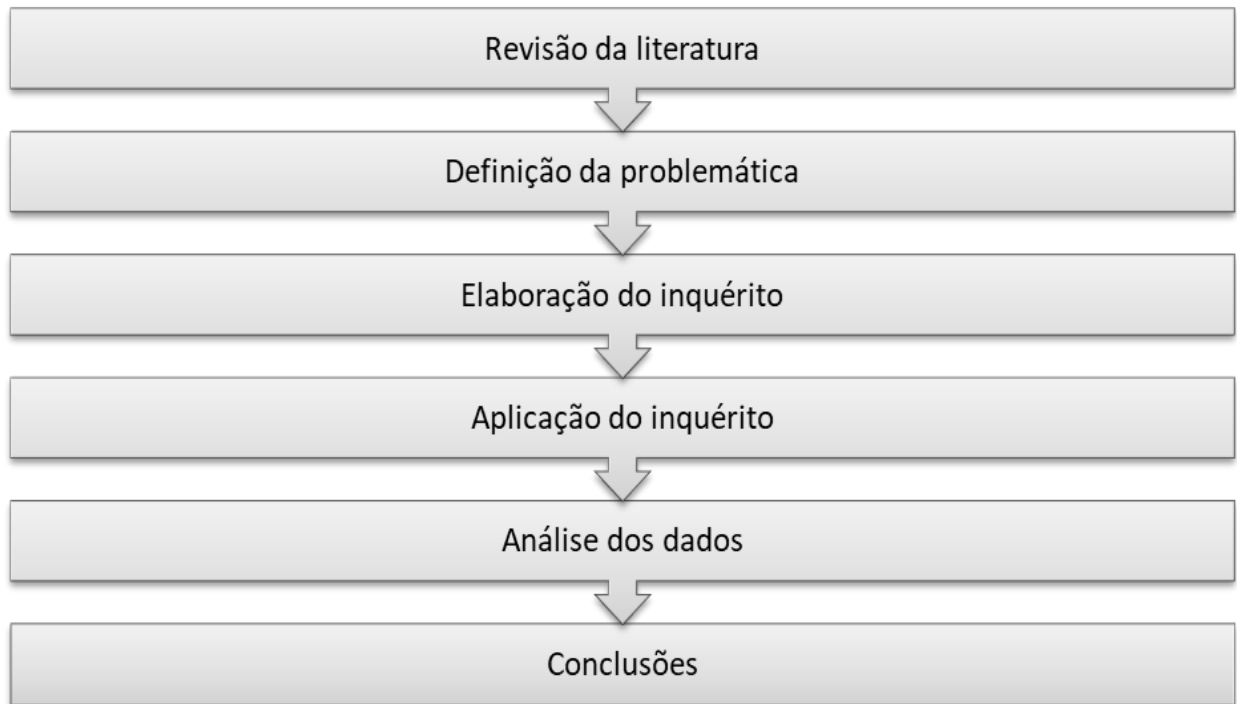 Revisão da literatura
Definição da problemática
Elaboração do inquérito
Aplicação do inquérito
Análise dos dados
Conclusões